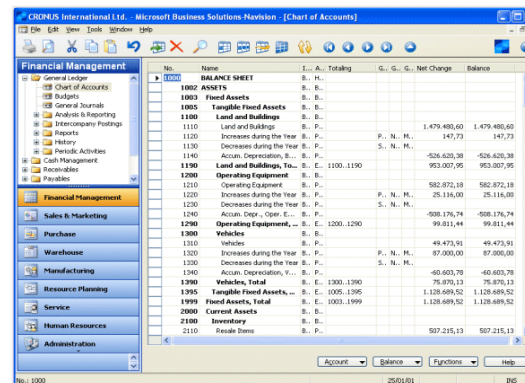 CRONUS International Ltd. - Microsoft Business Solutions-Navision - [Chart of Accounts]
File Edit View Tools Window Help
Financial Management
General Ledger
Chart of Accounts
Budgets
General Journals
Analysis & Reporting
Intercompany Postings
Reports
History
Periodic Activities
Cash Management
Receivables
Payables
Financial Management
Sales & Marketing
Purchase
Warehouse
Manufacturing
Resource Planning
Service
Human Resources
Administration
No. Name I... A.. Totaling G.. G.. G.. Net Change Balance
1000 BALANCE SHEET B.. H..
1002 ASSETS B.. B..
1003 Fixed Assets B.. B..
1005 Tangible Fixed Assets B.. B..
1100 Land and Buildings B.. B..
1110 Land and Buildings B.. P.. 1.479.480,60 1.479.480,60
1120 Increases during the Year B.. P.. P.. N.. M.. 147,73 147,73
1130 Decreases during the Year B.. P.. S.. N.. M..
1140 Accum. Depreciation, B... B.. P.. -526.620,38 -526.620,38
1190 Land and Buildings, To... B.. E.. 1100..1190 953.007,95 953.007,95
1200 Operating Equipment B.. B..
1210 Operating Equipment B.. P.. 582.872,18 582.872,18
1220 Increases during the Year B.. P.. P.. N.. M.. 25.116,00 25.116,00
1230 Decreases during the Year B.. P.. S.. N.. M..
1240 Accum. Depr., Oper. E... B.. P.. -508.176,74 -508.176,74
1290 Operating Equipment, ... B.. E.. 1200..1290 99.811,44 99.811,44
1300 Vehicles B.. B..
1310 Vehicles B.. P.. 49.473,91 49.473,91
1320 Increases during the Year B.. P.. P.. N.. M.. 87.000,00 87.000,00
1330 Decreases during the Year B.. P.. S.. N.. M..
1340 Accum. Depreciation, V... B.. P.. -60.603,78 -60.603,78
1390 Vehicles, Total B.. E.. 1300..1390 75.870,13 75.870,13
1395 Tangible Fixed Assets, ... B.. E.. 1005..1395 1.128.689,52 1.128.689,52
1999 Fixed Assets, Total B.. E.. 1003..1999 1.128.689,52 1.128.689,52
2000 Current Assets B.. B..
2100 Inventory B.. B..
2110 Resale Items B.. P.. 507.215,13 507.215,13
Account Balance Functions Help
No.: 1000 25/01/01 INS